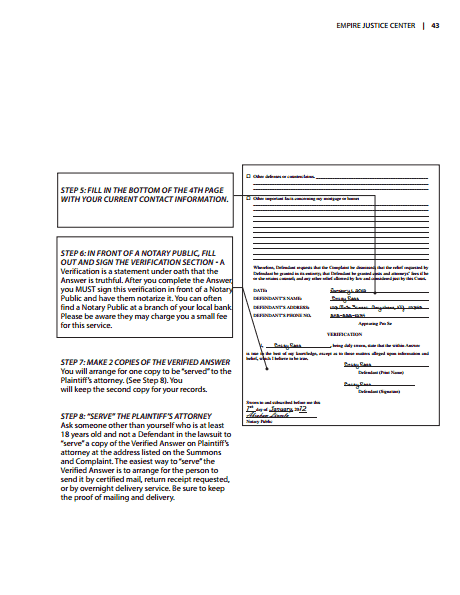 EMPIRE JUSTICE CENTER | 43
STEP 5: FILL IN THE BOTTOM OF THE 4TH PAGE
WITH YOUR CURRENT CONTACT INFORMATION.
STEP 6: IN FRONT OF A NOTARY PUBLIC, FILL
OUT AND SIGN THE VERIFICATION SECTION • A
Verification is a statement under oath that the
Answer is truthful. After you complete the Answer,
you MUST sign this verification in front of a Notary
Public and have them notarize it. You can often
find a Notary Public at a branch of your local bank.
Please be aware they may charge you a small fee
for this service.
STEP 7: MAKE 2 COPIES OF THE VERIFIED ANSWER
You will arrange for one copy to be "served" to the
Plaintiff's attorney. (See Step 8). You
will keep the second copy for your records.
STEP 8: "SERVE" THE PLAINTIFF'S ATTORNEY
Ask someone other than yourself who is at least
18 years old and not a Defendant in the lawsuit to
"serve" a copy of the Verified Answer on Plaintiff's
attorney at the address listed on the Summons
and Complaint. The easiest way to "serve" the
Verified Answer is to arrange for the person to
send it by certified mail, return receipt requested,
or by overnight delivery service. Be sure to keep
the proof of mailing and delivery.
Other defenses or counterclaims.
Other important facts concerning my mortgage or home:
Wherefore, Defendant requests that the Complaint be dismissed; that the relief requested by
Defendant be granted in its entirety; that Defendant be granted costs and attorneys' fees if he
or she retains counsel; and any other relief allowed by law and considered just by this Court.
DATE: January 1, 2012
DEFENDANT'S NAME:
DEFENDANT'S ADDRESS:
DEFENDANT'S PHONE NO.
Appearing Pro Se
VERIFICATION
I, , being duly sworn, state that the within Answer
is true to the best of my knowledge, except as to those matters alleged upon information and
belief, which I believe to be true.
Defendant (Print Name)
Defendant (Signature)
Sworn to and subscribed before me this
1st day of January, 2012
Notary Public